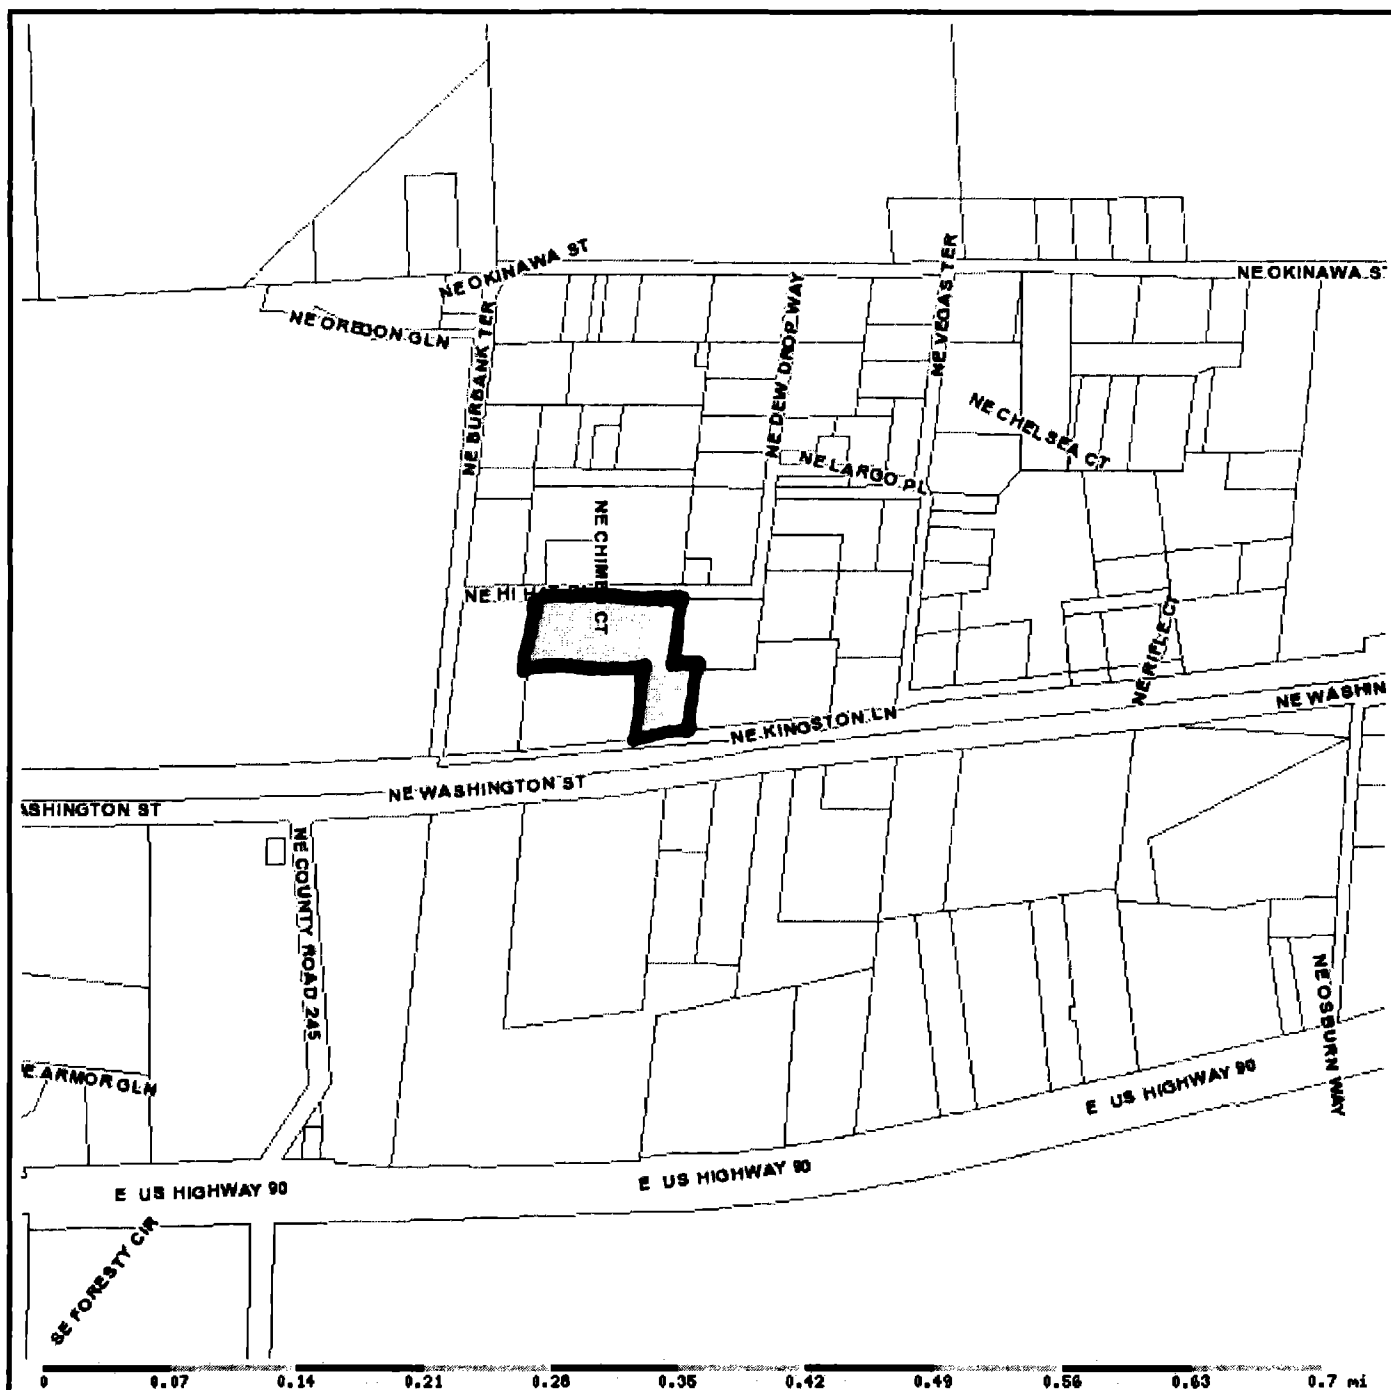 NE OKINAWA ST
NE VEGAS TER
NE OKINAWA ST
NE OREGON GLN
NE BURBANK TER
NE DEW DROP WAY
NE CHELSEA CT
NE LARGO PL
NE CHIM
CT
NE HI H
NE RIFLE CT
NE WASHIN
NE KINGSTON LN
NE WASHINGTON ST
ASHINGTON ST
NE COUNTY ROAD 245
NE OSBURN WAY
E ARMOR GLN
E US HIGHWAY 90
E US HIGHWAY 90
E US HIGHWAY 90
SE FORESTY CIR
0 0.07 0.14 0.21 0.28 0.35 0.42 0.49 0.56 0.63 0.7 mi